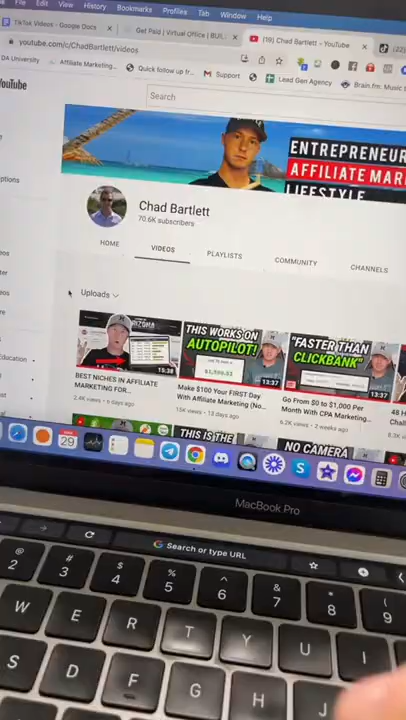 File Edit View History Bookmarks Profiles Tab Window Help
TikTok Videos - Google Docs
Get Paid | Virtual Office | BUIL
(19) Chad Bartlett - YouTube
youtube.com/c/ChadBartlett/videos
DA University
Affiliate Marketing...
Quick follow up fr...
Support
Lead Gen Agency
Brain.fm: Music t
YouTube
Search
ENTREPRENEUR
AFFILIATE MAR
LIFESTYLE
Chad Bartlett
70.6K subscribers
HOME
VIDEOS
PLAYLISTS
COMMUNITY
CHANNELS
Uploads
15:38
THIS WORKS ON
AUTOPILOT!
13:37
"FASTER THAN
CLICKBANK"
13:37
BEST NICHES IN AFFILIATE
MARKETING FOR...
2.4K views • 6 days ago
Make $100 Your FIRST Day
With Affiliate Marketing (No...
15K views • 13 days ago
Go From $0 to $1,000 Per
Month With CPA Marketing...
6.2K views • 2 weeks ago
48 H
Chall
Education
THIS IS THE
NO CAMERA
29
MacBook Pro
Search or type URL
@ 2
# 3
$ 4
% 5
^ 6
& 7
* 8
( 9
W
E
R
T
Y
U
I
S
D
F
G
H
J